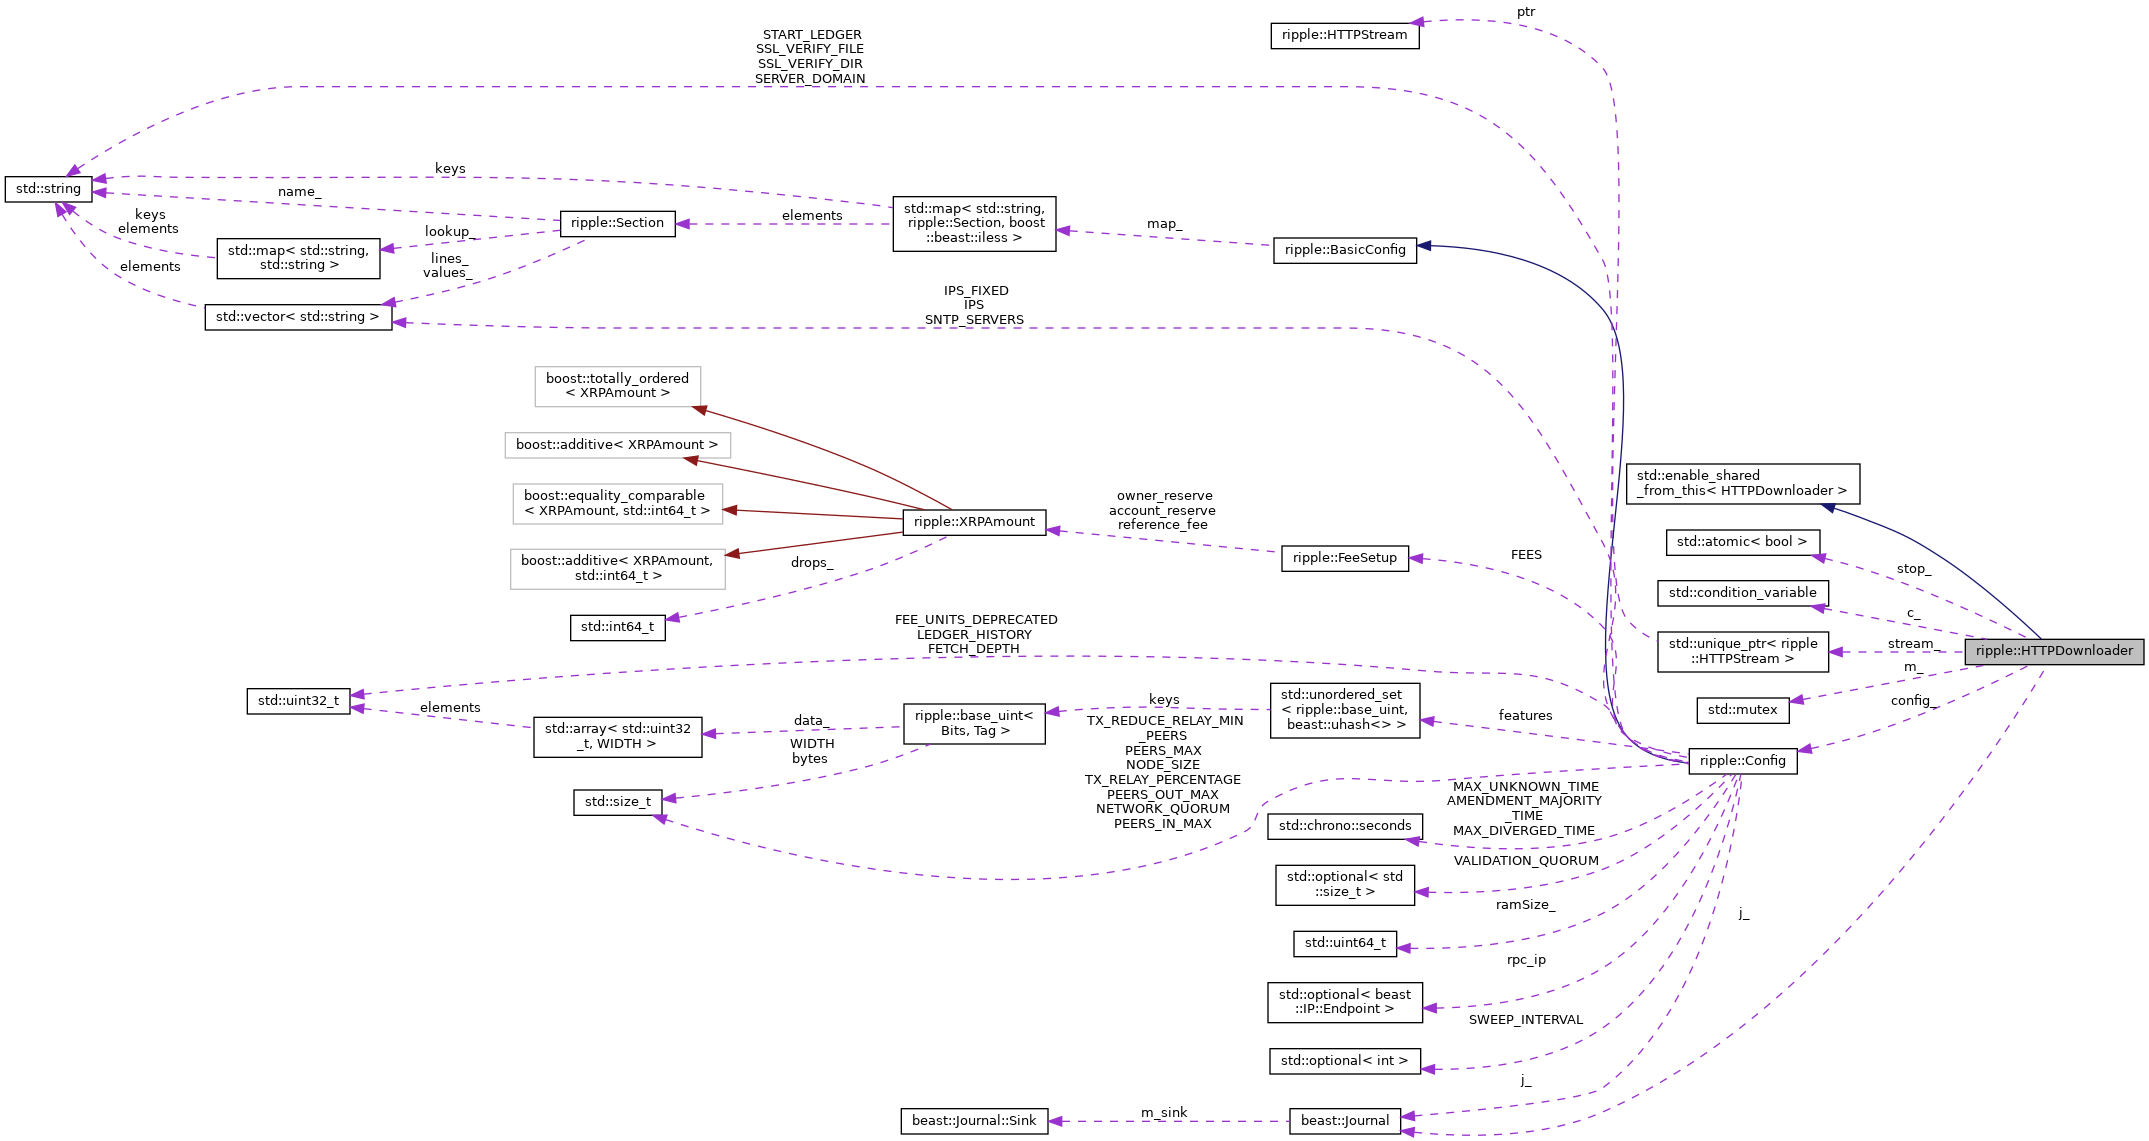 ptr
ripple::HTTPStream
START_LEDGER
SSL_VERIFY_FILE
SSL_VERIFY_DIR
SERVER_DOMAIN
keys
std::string
name_
keys
elements
elements
std::map< std::string,
std::string >
ripple::Section
lookup_
lines_
values_
std::vector< std::string >
elements
std::map< std::string,
ripple::Section, boost
::beast::iless >
map_
ripple::BasicConfig
IPS_FIXED
IPS
SNTP_SERVERS
boost::totally_ordered
< XRPAmount >
boost::additive< XRPAmount >
boost::equality_comparable
< XRPAmount, std::int64_t >
boost::additive< XRPAmount,
std::int64_t >
ripple::XRPAmount
drops_
std::int64_t
owner_reserve
account_reserve
reference_fee
ripple::FeeSetup
FEES
std::enable_shared
_from_this< HTTPDownloader >
std::atomic< bool >
stop_
std::condition_variable
c_
std::unique_ptr< ripple
::HTTPStream >
stream_
ripple::HTTPDownloader
m_
std::mutex
config_
ripple::Config
FEE_UNITS_DEPRECATED
LEDGER_HISTORY
FETCH_DEPTH
std::uint32_t
elements
std::array< std::uint32
_t, WIDTH >
data_
WIDTH
bytes
std::size_t
ripple::base_uint<
Bits, Tag >
keys
TX_REDUCE_RELAY_MIN
_PEERS
PEERS_MAX
NODE_SIZE
TX_RELAY_PERCENTAGE
PEERS_OUT_MAX
NETWORK_QUORUM
PEERS_IN_MAX
std::unordered_set
< ripple::base_uint,
beast::uhash<> >
features
MAX_UNKNOWN_TIME
AMENDMENT_MAJORITY
_TIME
MAX_DIVERGED_TIME
std::chrono::seconds
VALIDATION_QUORUM
std::optional< std
::size_t >
ramSize_
std::uint64_t
rpc_ip
std::optional< beast
::IP::Endpoint >
SWEEP_INTERVAL
std::optional< int >
j_
j_
beast::Journal
m_sink
beast::Journal::Sink